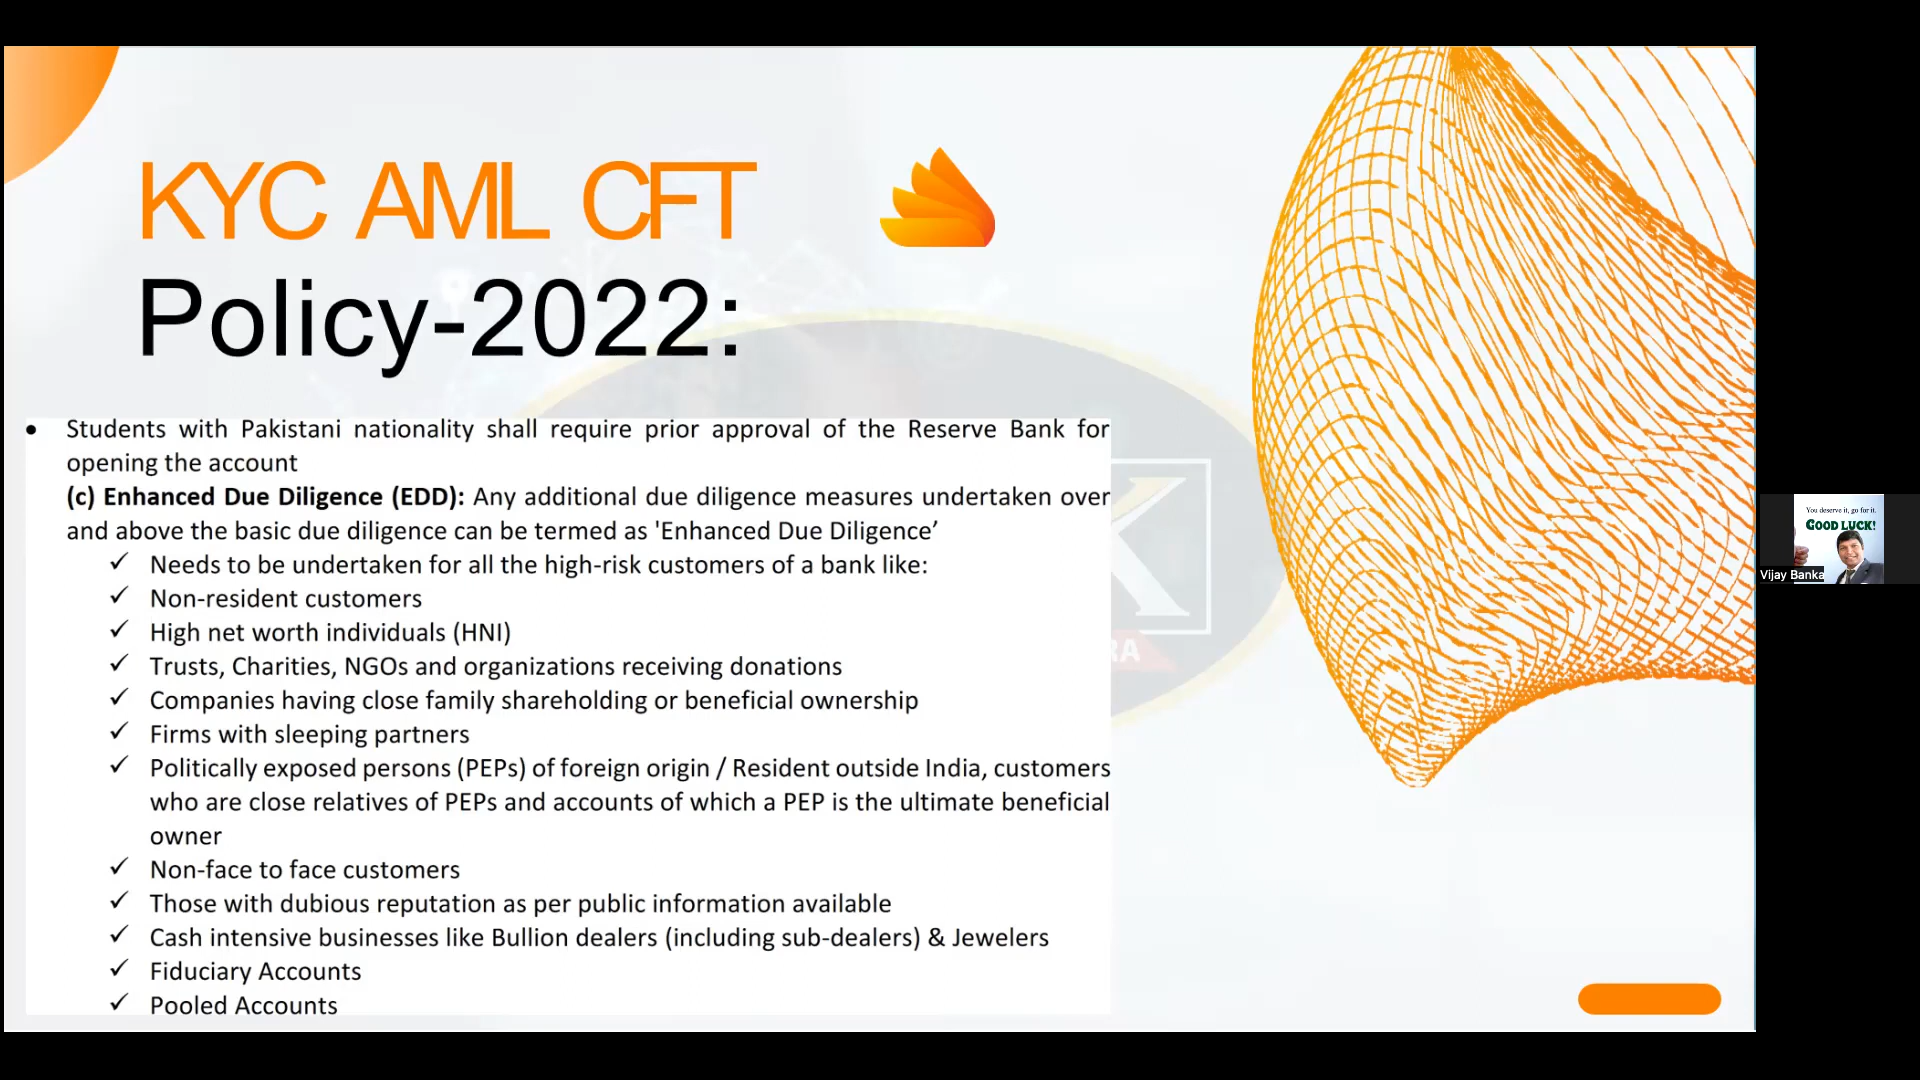 KYC AML CFT
Policy-2022:
• Students with Pakistani nationality shall require prior approval of the Reserve Bank for
opening the account
(c) Enhanced Due Diligence (EDD): Any additional due diligence measures undertaken over
and above the basic due diligence can be termed as 'Enhanced Due Diligence’
✓ Needs to be undertaken for all the high-risk customers of a bank like:
✓ Non-resident customers
✓ High net worth individuals (HNI)
✓ Trusts, Charities, NGOs and organizations receiving donations
✓ Companies having close family shareholding or beneficial ownership
✓ Firms with sleeping partners
✓ Politically exposed persons (PEPs) of foreign origin / Resident outside India, customers
who are close relatives of PEPs and accounts of which a PEP is the ultimate beneficial
owner
✓ Non-face to face customers
✓ Those with dubious reputation as per public information available
✓ Cash intensive businesses like Bullion dealers (including sub-dealers) & Jewelers
✓ Fiduciary Accounts
✓ Pooled Accounts
K
RA
You deserve it, go for it.
GOOD LUCK!
Vijay Banka